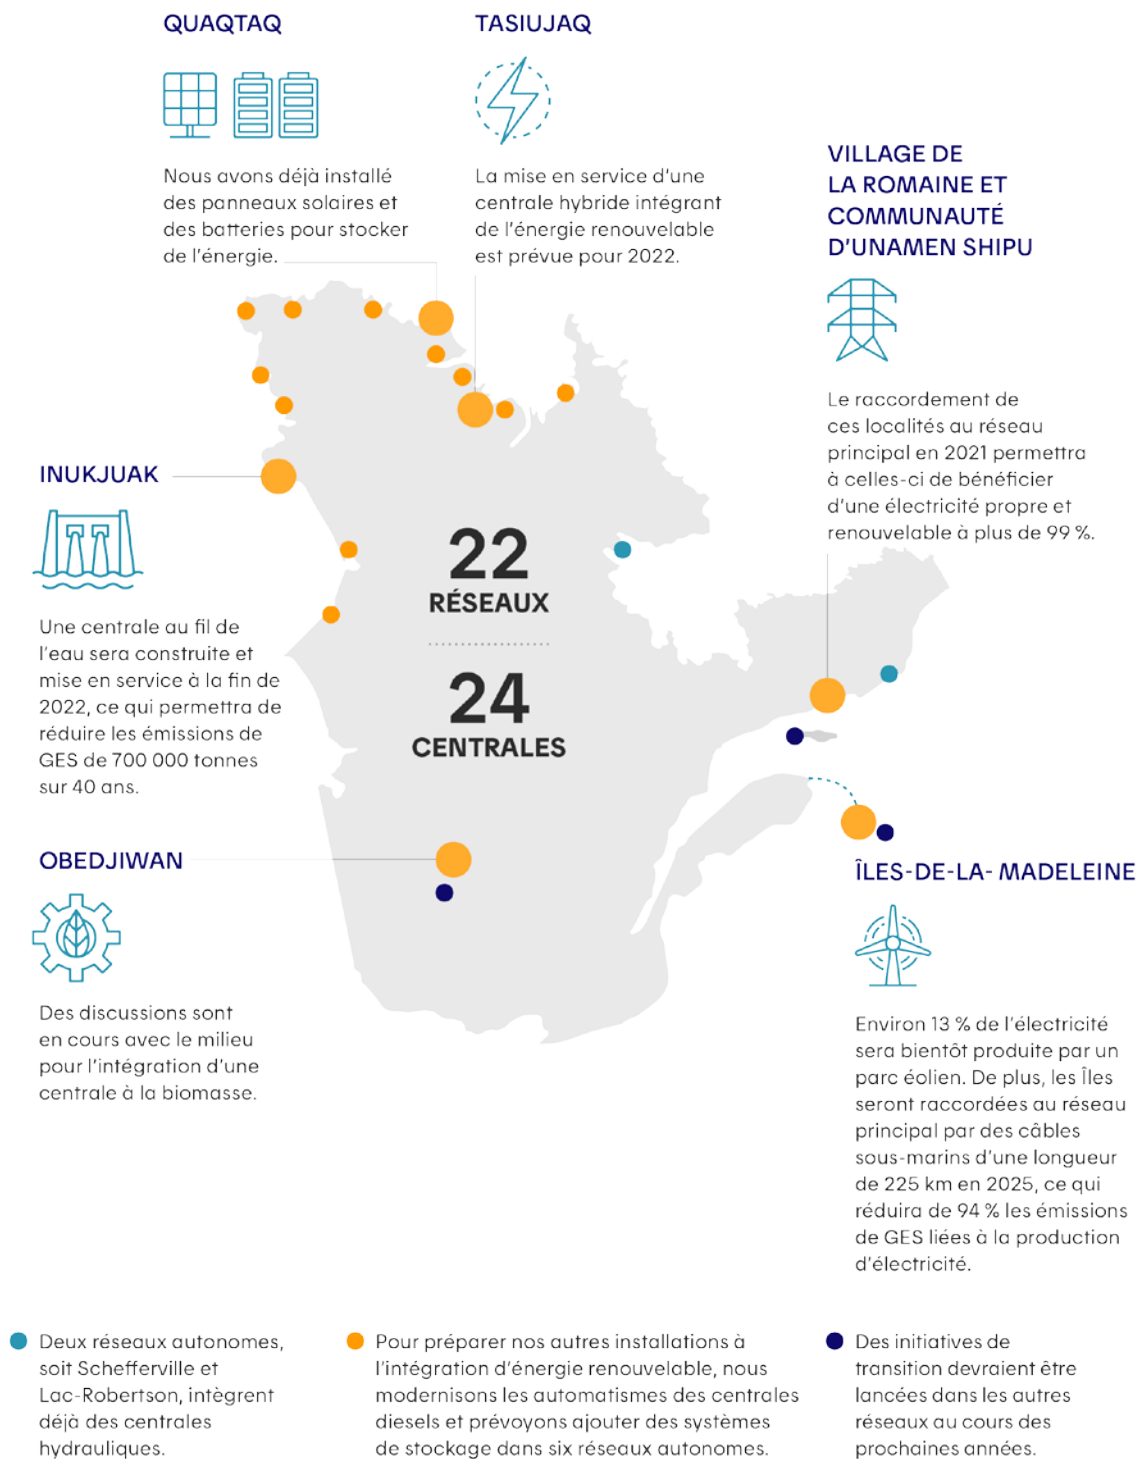 QUAQTAQ
Nous avons déjà installé
des panneaux solaires et
des batteries pour stocker
de l'énergie.
TASIUJAQ
La mise en service d'une
centrale hybride intégrant
de l'énergie renouvelable
est prévue pour 2022.
VILLAGE DE
LA ROMAINE ET
COMMUNAUTÉ
D'UNAMEN SHIPU
Le raccordement de
ces localités au réseau
principal en 2021 permettra
à celles-ci de bénéficier
d'une électricité propre et
renouvelable à plus de 99 %.
INUKJUAK
Une centrale au fil de
l'eau sera construite et
mise en service à la fin de
2022, ce qui permettra de
réduire les émissions de
GES de 700 000 tonnes
sur 40 ans.
22
RÉSEAUX
24
CENTRALES
OBEDJIWAN
Des discussions sont
en cours avec le milieu
pour l'intégration d'une
centrale à la biomasse.
ÎLES-DE-LA- MADELEINE
Environ 13 % de l'électricité
sera bientôt produite par un
parc éolien. De plus, les Îles
seront raccordées au réseau
principal par des câbles
sous-marins d'une longueur
de 225 km en 2025, ce qui
réduira de 94 % les émissions
de GES liées à la production
d'électricité.
Deux réseaux autonomes,
soit Schefferville et
Lac-Robertson, intègrent
déjà des centrales
hydrauliques.
Pour préparer nos autres installations à
l'intégration d'énergie renouvelable, nous
modernisons les automatismes des centrales
diesels et prévoyons ajouter des systèmes
de stockage dans six réseaux autonomes.
Des initiatives de
transition devraient être
lancées dans les autres
réseaux au cours des
prochaines années.